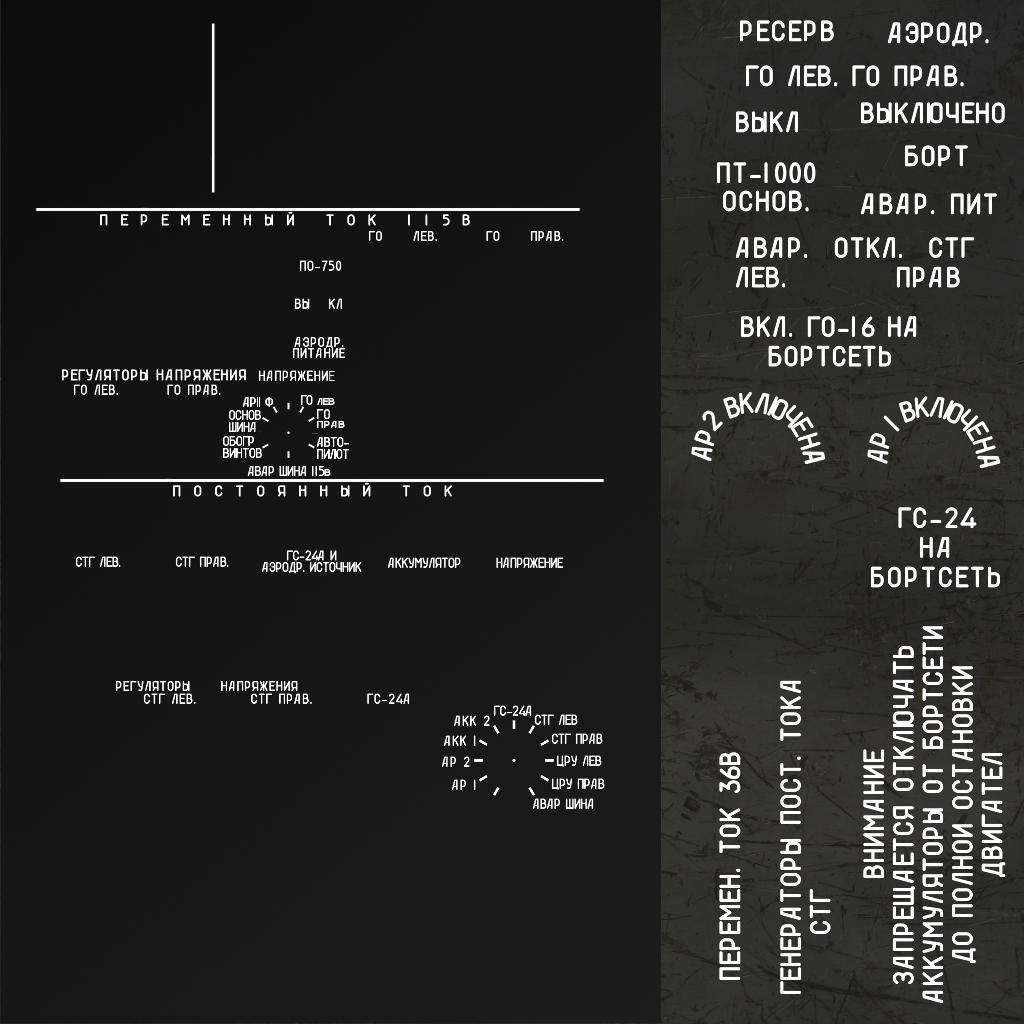 ПЕРЕМЕННЫЙ ТОК 115В
ГО ЛЕВ. ГО ПРАВ.
ПО-750
ВЫ КЛ
АЭРОДР.
ПИТАНИЕ
РЕГУЛЯТОРЫ НАПРЯЖЕНИЯ
ГО ЛЕВ. ГО ПРАВ.
НАПРЯЖЕНИЕ
АРII Ф.
ГО ЛЕВ
ОСНОВ
ШИНА
ГО
ПРАВ
ОБОГР
ВИНТОВ
АВТО-
ПИЛОТ
АВАР ШИНА 115в
ПОСТОЯННЫЙ ТОК
СТГ ЛЕВ.
СТГ ПРАВ.
ГС-24А И
АЭРОДР. ИСТОЧНИК
АККУМУЛЯТОР
НАПРЯЖЕНИЕ
РЕГУЛЯТОРЫ НАПРЯЖЕНИЯ
СТГ ЛЕВ. СТГ ПРАВ.
ГС-24А
ГС-24А
АКК 2
СТГ ЛЕВ
АКК 1
СТГ ПРАВ
АР 2
ЦРУ ЛЕВ
АР 1
ЦРУ ПРАВ
АВАР ШИНА
РЕСЕРВ
АЭРОДР.
ГО ЛЕВ. ГО ПРАВ.
ВЫКЛ
ВЫКЛЮЧЕНО
БОРТ
ПТ-1000
ОСНОВ.
АВАР. ПИТ
АВАР. ОТКЛ. СТГ
ЛЕВ. ПРАВ
ВКЛ. ГО-16 НА
БОРТСЕТЬ
АР 2 ВКЛЮЧЕНА
АР 1 ВКЛЮЧЕНА
ГС-24
НА
БОРТСЕТЬ
ПЕРЕМЕН. ТОК 36В
ГЕНЕРАТОРЫ ПОСТ. ТОКА
СТГ
ВНИМАНИЕ
ЗАПРЕЩАЕТСЯ ОТКЛЮЧАТЬ
АККУМУЛЯТОРЫ ОТ БОРТСЕТИ
ДО ПОЛНОИ ОСТАНОВКИ
ДВИГАТЕЛ